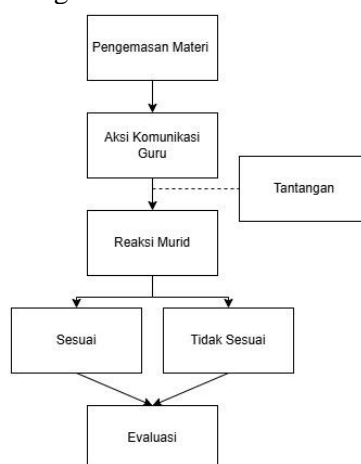 Pengemasan Materi
Aksi Komunikasi
Guru
Tantangan
Reaksi Murid
Sesuai
Tidak Sesuai
Evaluasi